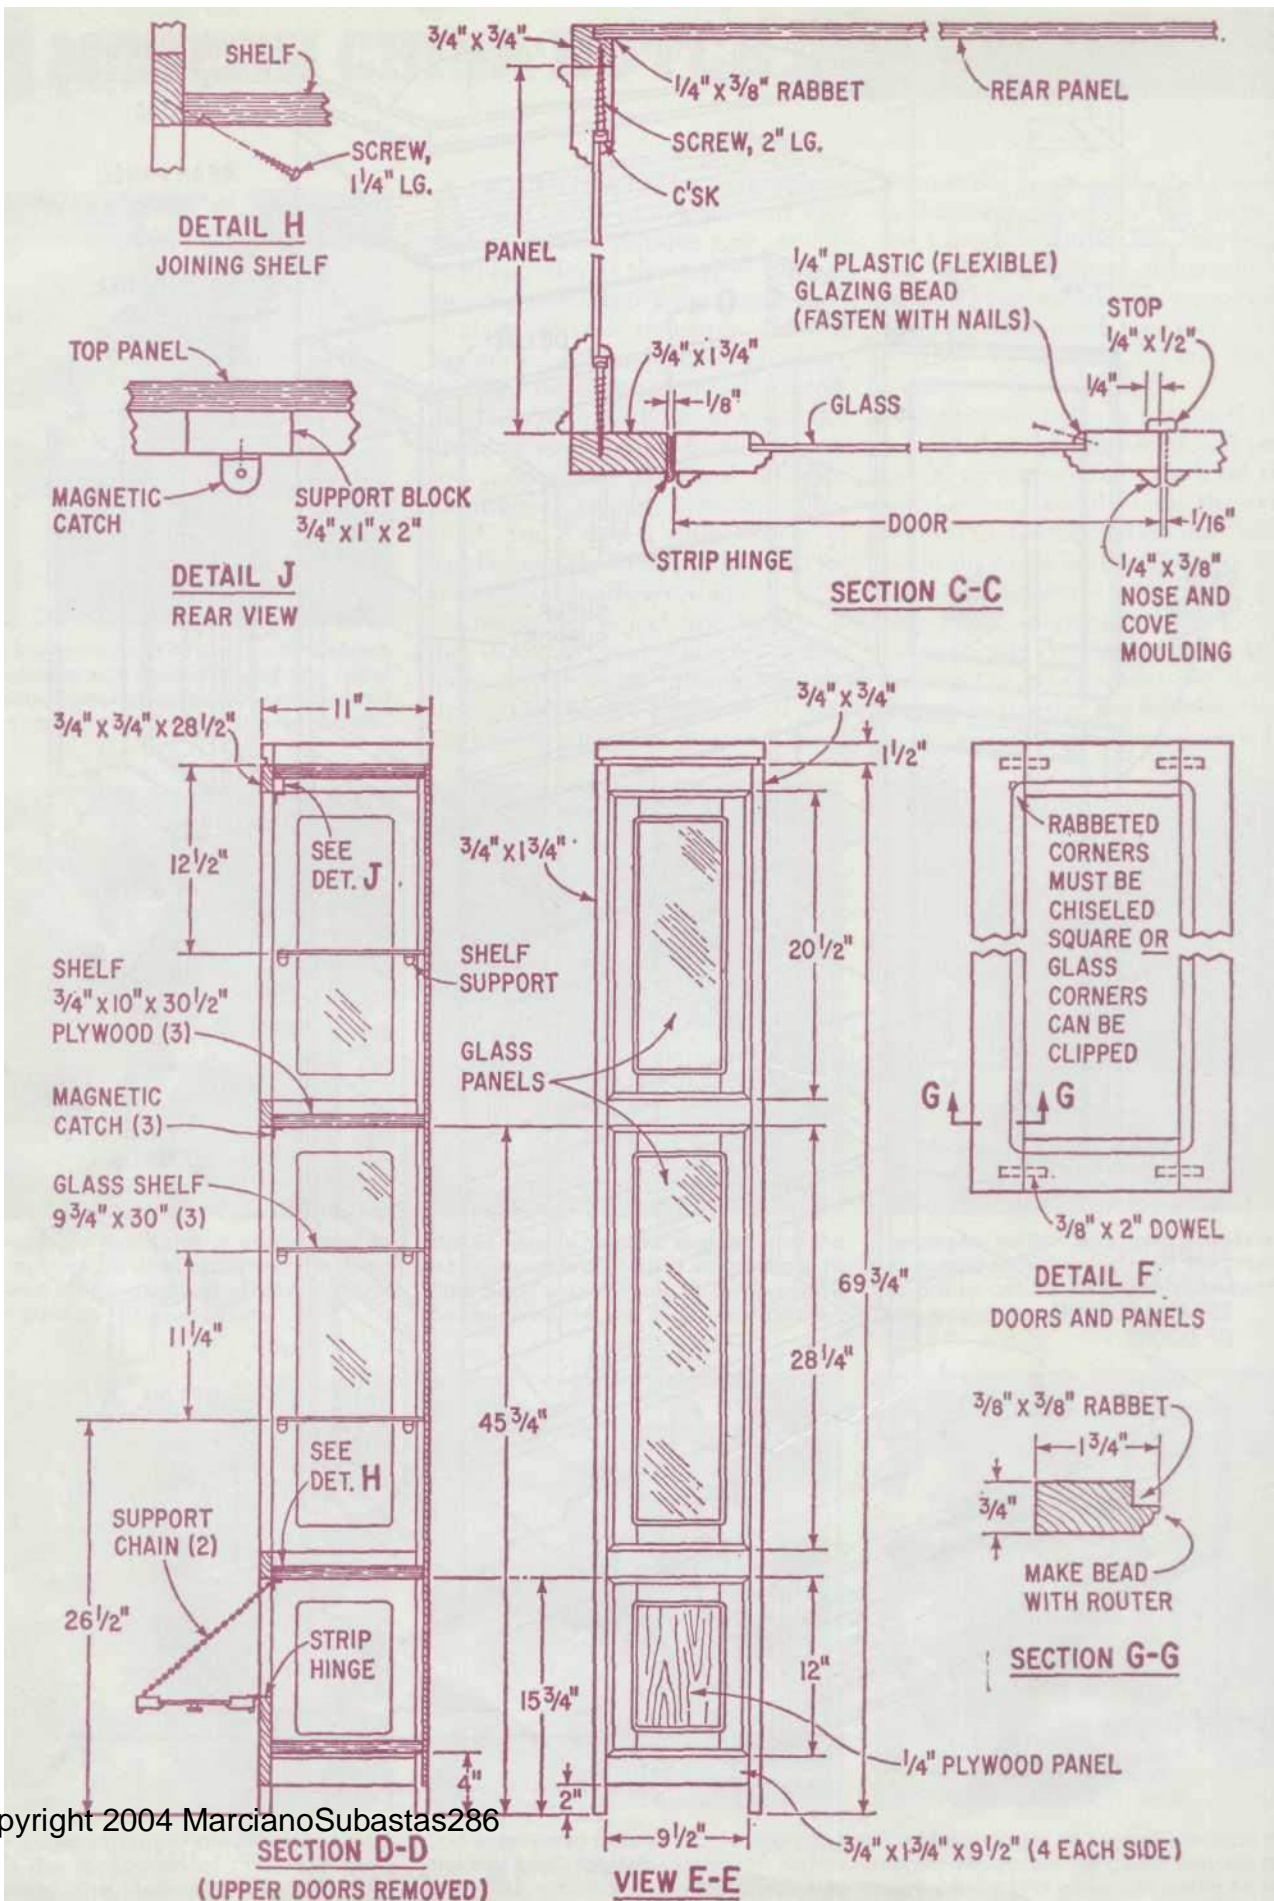 SHELF
SCREW,
1 1/4" LG.
DETAIL H
JOINING SHELF
3/4" X 3/4"
1/4" X 3/8" RABBET
REAR PANEL
SCREW, 2" LG.
C'SK
PANEL
1/4" PLASTIC (FLEXIBLE)
GLAZING BEAD
(FASTEN WITH NAILS)
STOP
1/4" X 1/2"
1/4"
3/4" X 1 3/4"
1/8"
GLASS
TOP PANEL
MAGNETIC
CATCH
SUPPORT BLOCK
3/4" X 1" X 2"
DETAIL J
REAR VIEW
DOOR
1/16"
STRIP HINGE
1/4" X 3/8"
NOSE AND
COVE
MOULDING
SECTION C-C
11"
3/4" X 3/4" X 28 1/2"
12 1/2"
SEE
DET. J
SHELF
3/4" X 10" X 30 1/2"
PLYWOOD (3)
MAGNETIC
CATCH (3)
GLASS SHELF
9 3/4" X 30" (3)
11 1/4"
SEE
DET. H
SUPPORT
CHAIN (2)
26 1/2"
STRIP
HINGE
4"
SHELF
SUPPORT
GLASS
PANELS
3/4" X 3/4"
1 1/2"
3/4" X 1 3/4"
20 1/2"
45 3/4"
69 3/4"
28 1/4"
15 3/4"
12"
2"
9 1/2"
1/4" PLYWOOD PANEL
3/4" X 1 3/4" X 9 1/2" (4 EACH SIDE)
RABBETED
CORNERS
MUST BE
CHISELED
SQUARE OR
GLASS
CORNERS
CAN BE
CLIPPED
G G
3/8" X 2" DOWEL
DETAIL F
DOORS AND PANELS
3/8" X 3/8" RABBET
1 3/4"
3/4"
MAKE BEAD
WITH ROUTER
SECTION G-G
pyright 2004 MarcianoSubastas286
SECTION D-D
(UPPER DOORS REMOVED)
VIEW E-E